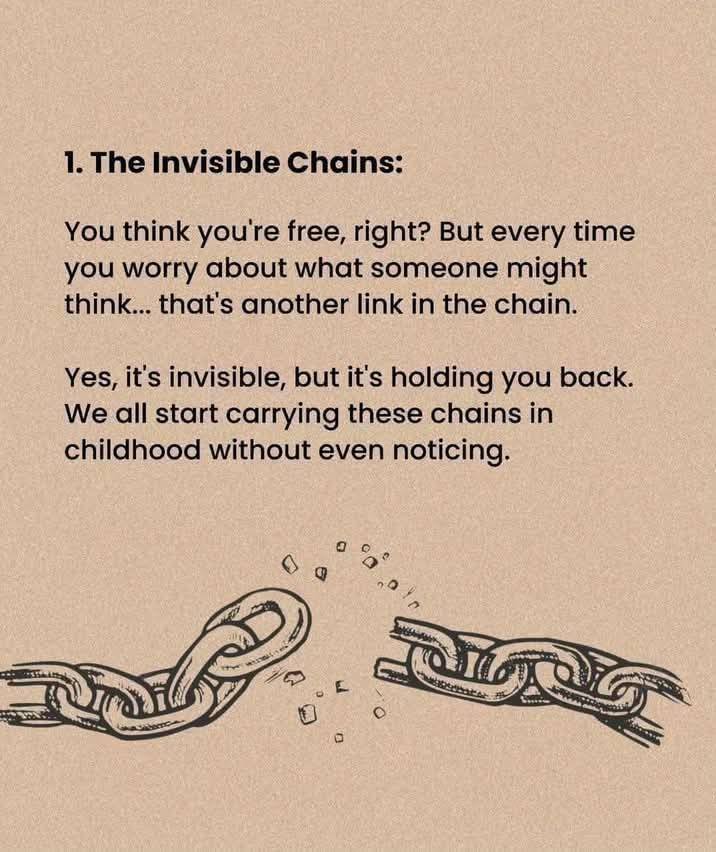 1. The Invisible Chains:
You think you're free, right? But every time
you worry about what someone might
think... that's another link in the chain.
Yes, it's invisible, but it's holding you back.
We all start carrying these chains in
childhood without even noticing.